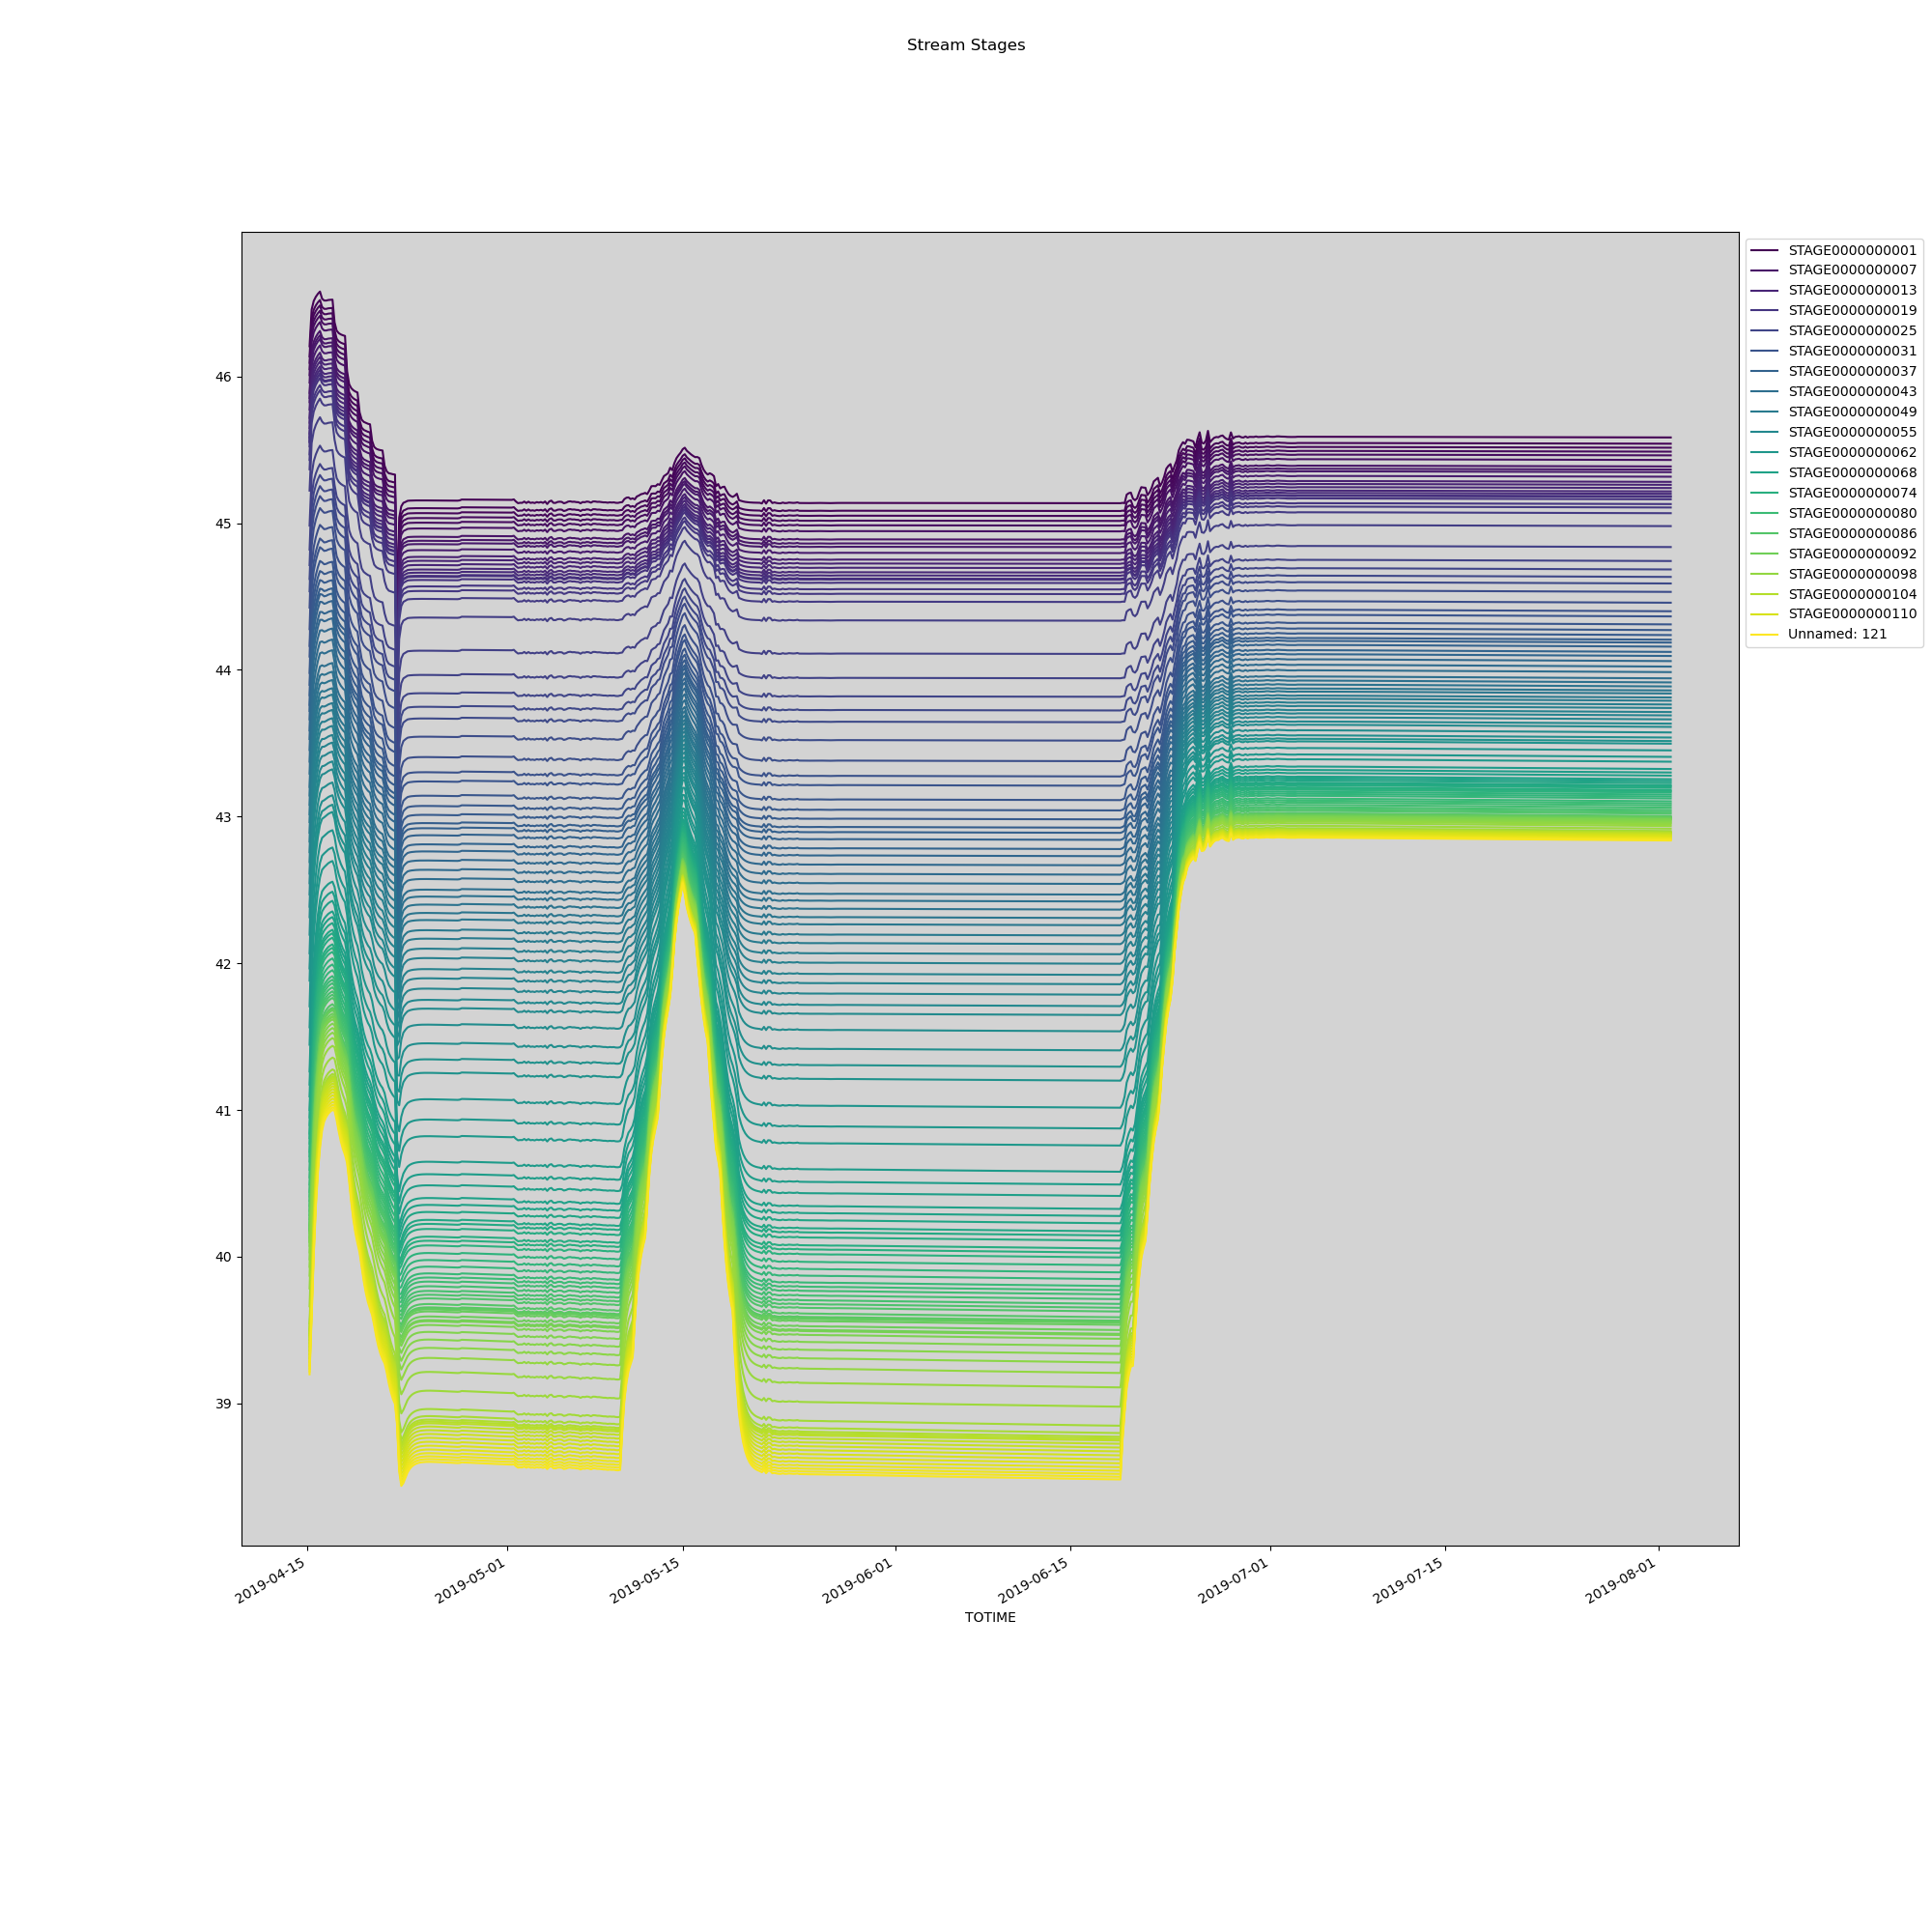 Stream Stages
46
45
44
43
42
41
40
39
2019-04-15
2019-05-01
2019-05-15
2019-06-01
2019-06-15
2019-07-01
2019-07-15
2019-08-01
TOTIME
STAGE0000000001
STAGE0000000007
STAGE0000000013
STAGE0000000019
STAGE0000000025
STAGE0000000031
STAGE0000000037
STAGE0000000043
STAGE0000000049
STAGE0000000055
STAGE0000000062
STAGE0000000068
STAGE0000000074
STAGE0000000080
STAGE0000000086
STAGE0000000092
STAGE0000000098
STAGE0000000104
STAGE0000000110
Unnamed: 121